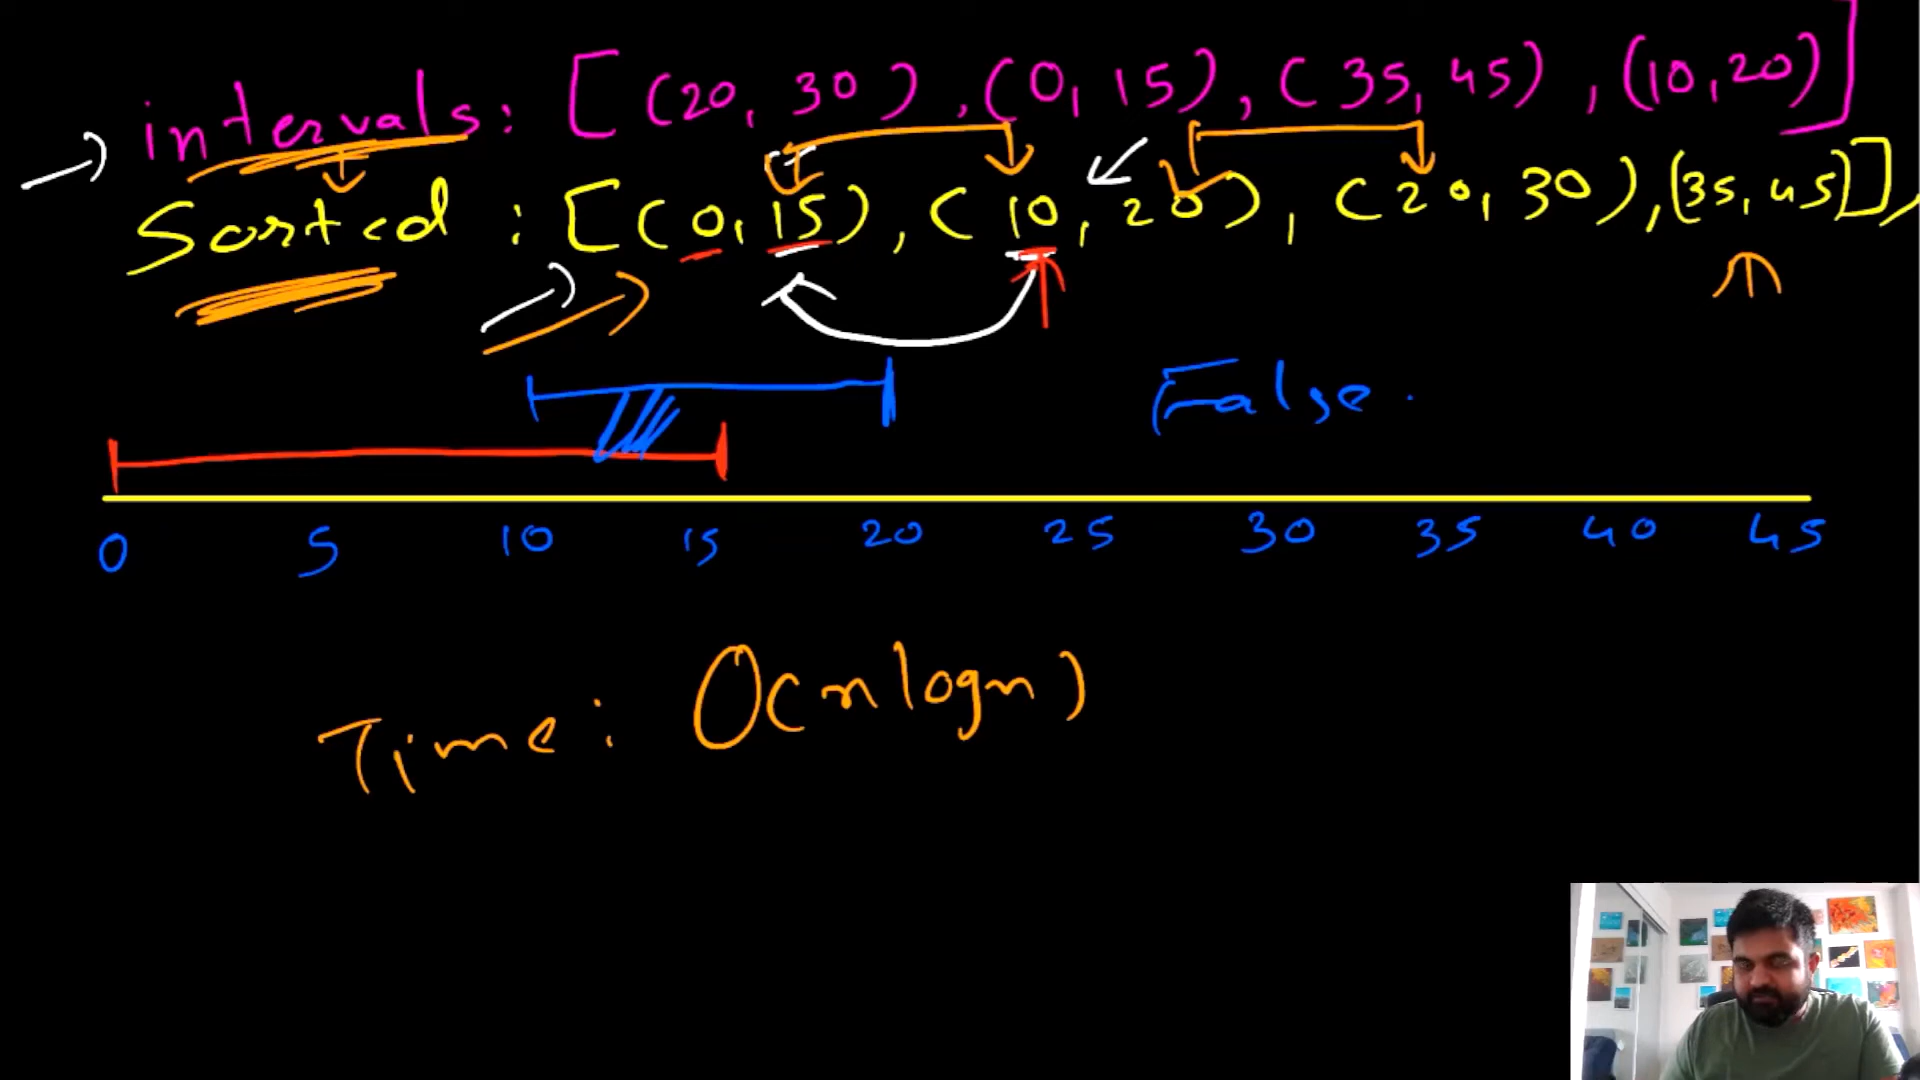 intervals: [(20, 30), (0, 15), (35, 45), (10, 20)]
Sorted : [(0, 15), (10, 20), (20, 30), (35, 45)],
False.
0 5 10 15 20 25 30 35 40 45
Time: O(nlogn)